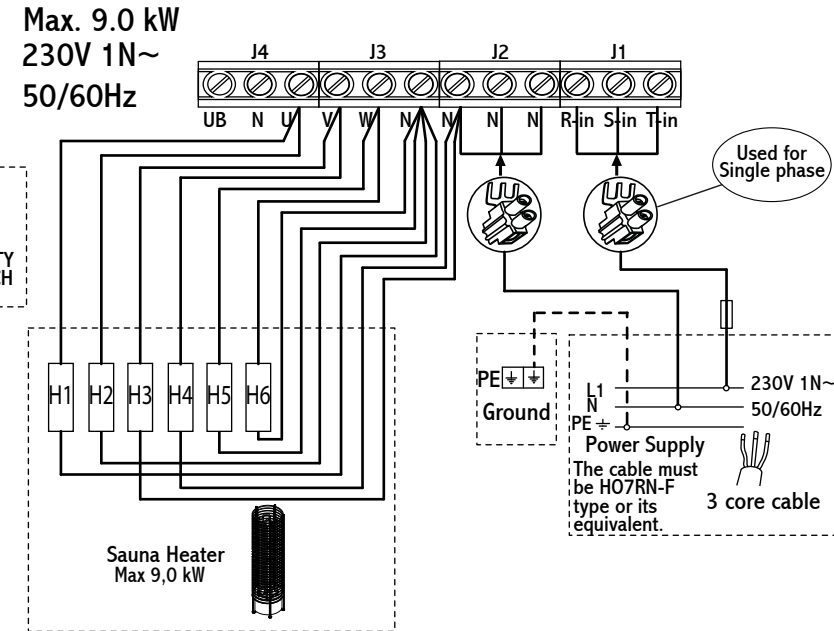 Max. 9.0 kW
230V 1N~
50/60Hz
J4 J3 J2 J1
UB N U V W N N N N R-in S-in T-in
Used for
Single phase
TY
CH
H1 H2 H3 H4 H5 H6
PE
Ground
L1
N
PE
230V 1N~
50/60Hz
Power Supply
The cable must
be HO7RN-F
type or its
equivalent.
3 core cable
Sauna Heater
Max 9,0 kW